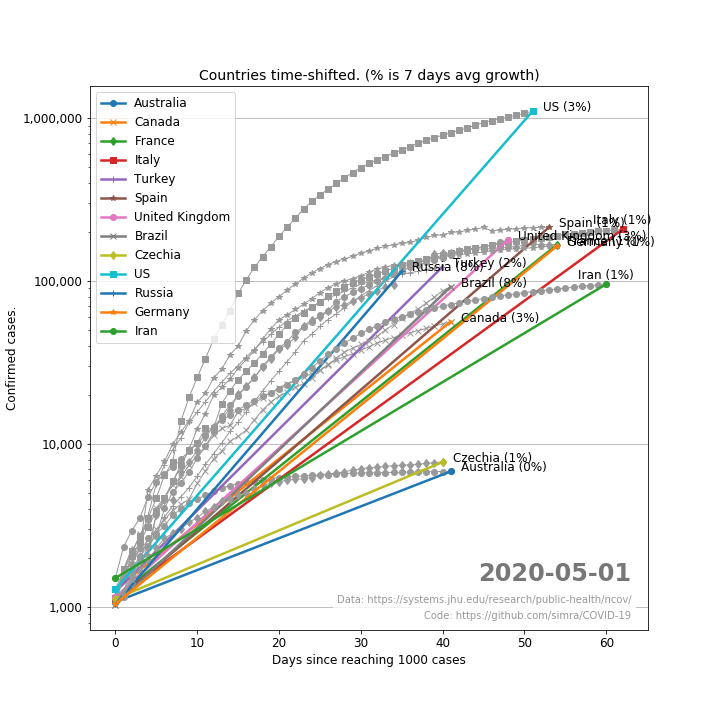 Countries time-shifted. (% is 7 days avg growth)
Australia
Canada
France
Italy
Turkey
Spain
United Kingdom
Brazil
Czechia
US
Russia
Germany
Iran
1,000,000
100,000
10,000
1,000
Confirmed cases.
US (3%)
Italy (1%)
Spain (1%)
United Kingdom (3%)
Germany (1%)
Turkey (2%)
Russia (8%)
Iran (1%)
Brazil (8%)
Canada (3%)
Czechia (1%)
Australia (0%)
2020-05-01
Data: https://systems.jhu.edu/research/public-health/ncov/
Code: https://github.com/simra/COVID-19
0 10 20 30 40 50 60
Days since reaching 1000 cases